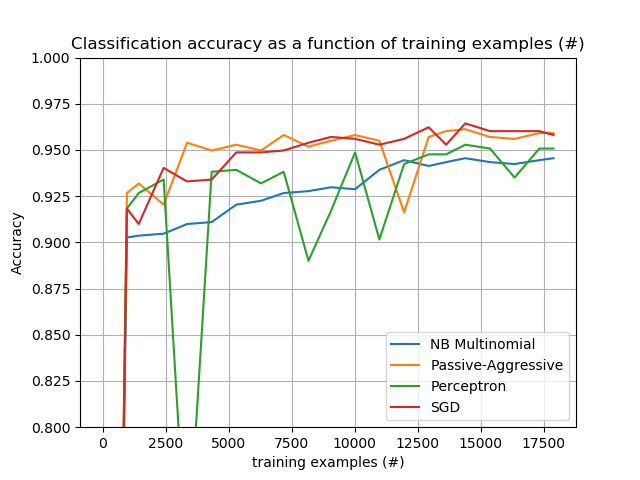 Classification accuracy as a function of training examples (#)
1.000
0.975
0.950
0.925
0.900
0.875
0.850
0.825
0.800
Accuracy
NB Multinomial
Passive-Aggressive
Perceptron
SGD
0 2500 5000 7500 10000 12500 15000 17500
training examples (#)